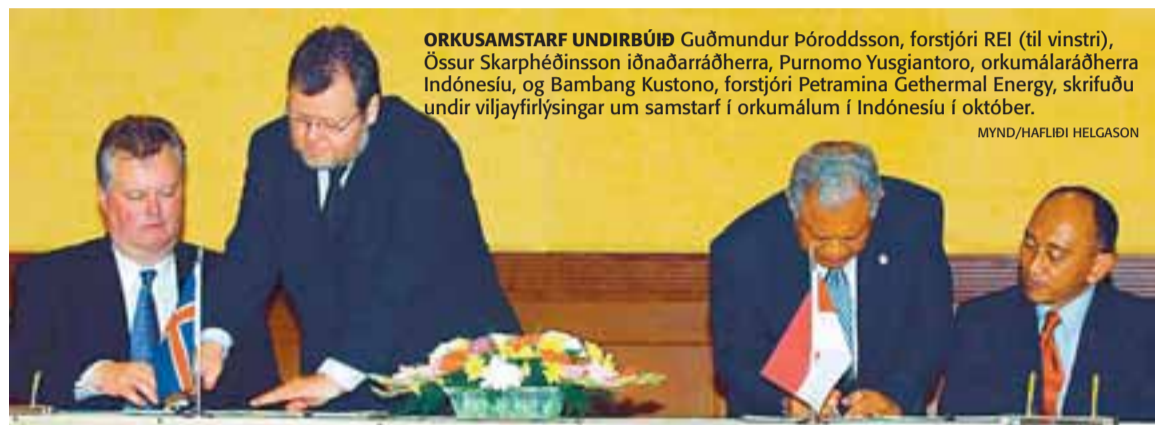 ORKUSAMSTARF UNDIRBÚIÐ Guðmundur Þóroddsson, forstjóri REI (til vinstri),
Össur Skarphéðinsson iðnaðarráðherra, Purnomo Yusgiantoro, orkumálaráðherra
Indónesíu, og Bambang Kustono, forstjóri Petramina Gethermal Energy, skrifuðu
undir viljayfirlýsingar um samstarf í orkumálum í Indónesíu í október.
MYND/HAFLIÐI HELGASON